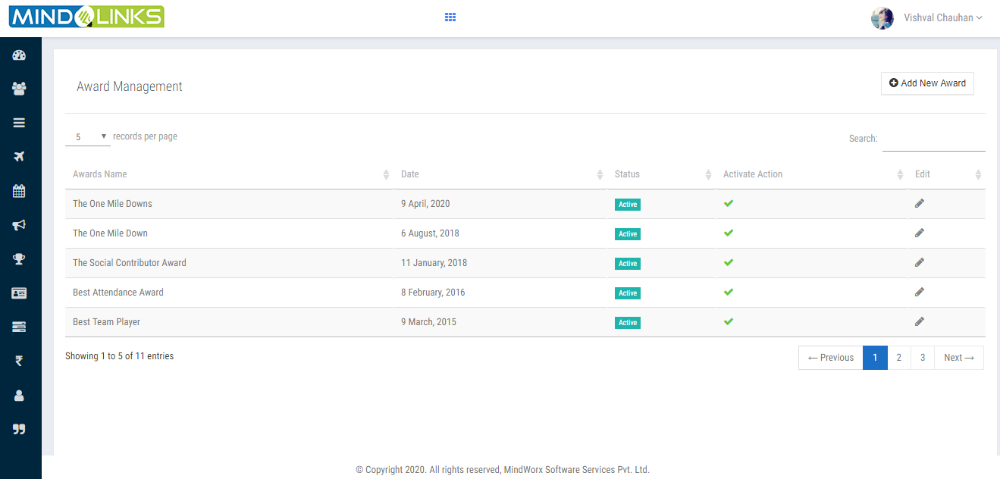 MINDLINKS
Vishval Chauhan
Award Management
Add New Award
5 records per page
Search:
Awards Name Date Status Activate Action Edit
The One Mile Downs 9 April, 2020 Active
The One Mile Down 6 August, 2018 Active
The Social Contributor Award 11 January, 2018 Active
Best Attendance Award 8 February, 2016 Active
Best Team Player 9 March, 2015 Active
Showing 1 to 5 of 11 entries
← Previous 1 2 3 Next →
© Copyright 2020. All rights reserved, MindWorx Software Services Pvt. Ltd.